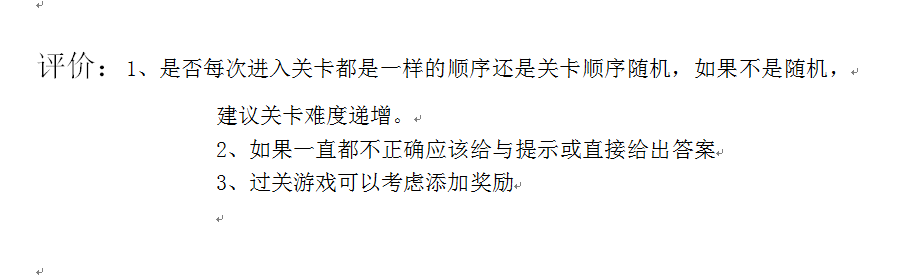 评价：1、是否每次进入关卡都是一样的顺序还是关卡顺序随机，如果不是随机，
建议关卡难度递增。
2、如果一直都不正确应该给与提示或直接给出答案
3、过关游戏可以考虑添加奖励